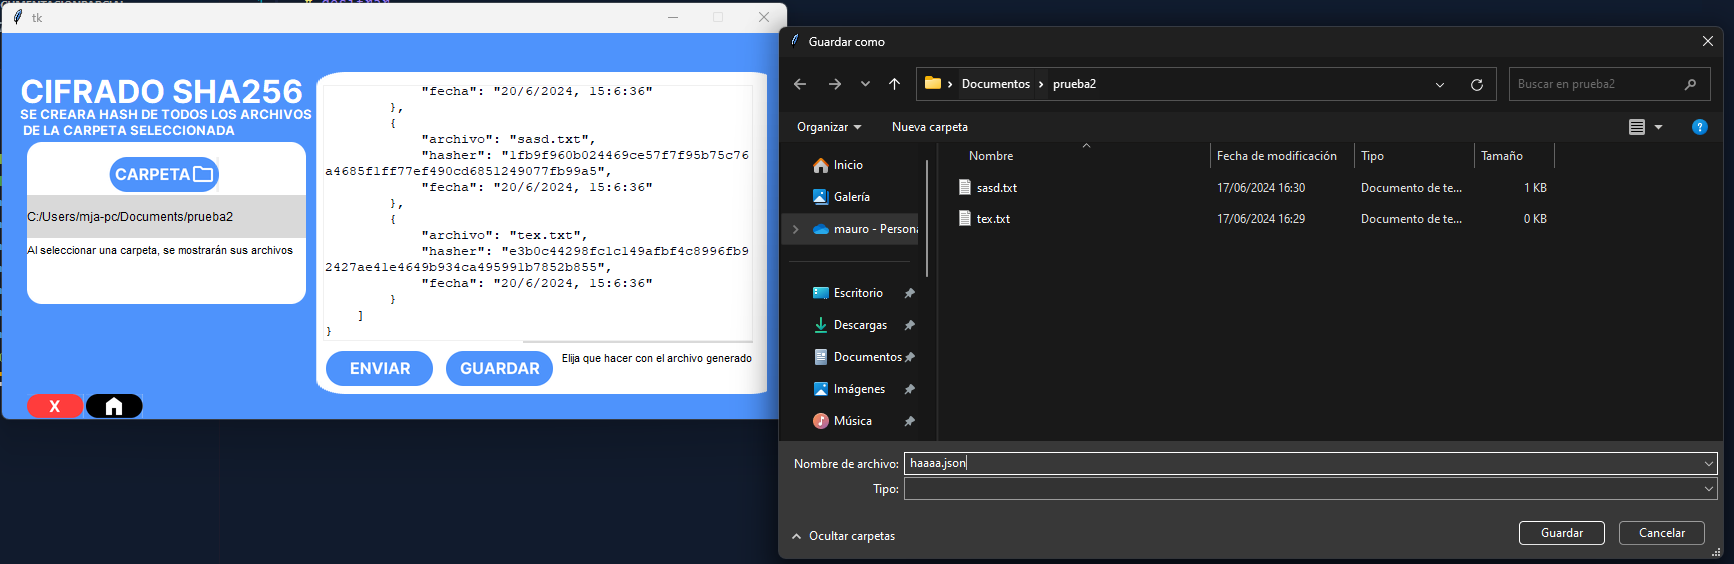 tk
CIFRADO SHA256
SE CREARA HASH DE TODOS LOS ARCHIVOS
DE LA CARPETA SELECCIONADA
CARPETA
C:/Users/mja-pc/Documents/prueba2
Al seleccionar una carpeta, se mostrarán sus archivos
"fecha": "20/6/2024, 15:6:36"
},
{
"archivo": "sasd.txt",
"hasher": "1fb9f960b024469ce57f7f95b75c76
a4685f1ff77ef490cd6851249077fb99a5",
"fecha": "20/6/2024, 15:6:36"
},
{
"archivo": "tex.txt",
"hasher": "e3b0c44298fc1c149afbf4c8996fb9
2427ae41e4649b934ca495991b7852b855",
"fecha": "20/6/2024, 15:6:36"
}
]
}
ENVIAR
GUARDAR
Elija que hacer con el archivo generado
X
Guardar como
Documentos
prueba2
Buscar en prueba2
Organizar
Nueva carpeta
?
Inicio
Galería
mauro - Persona
Escritorio
Descargas
Documentos
Imágenes
Música
Nombre Fecha de modificación Tipo Tamaño
sasd.txt 17/06/2024 16:30 Documento de te... 1 KB
tex.txt 17/06/2024 16:29 Documento de te... 0 KB
Nombre de archivo: haaaa.json
Tipo:
Ocultar carpetas
Guardar
Cancelar